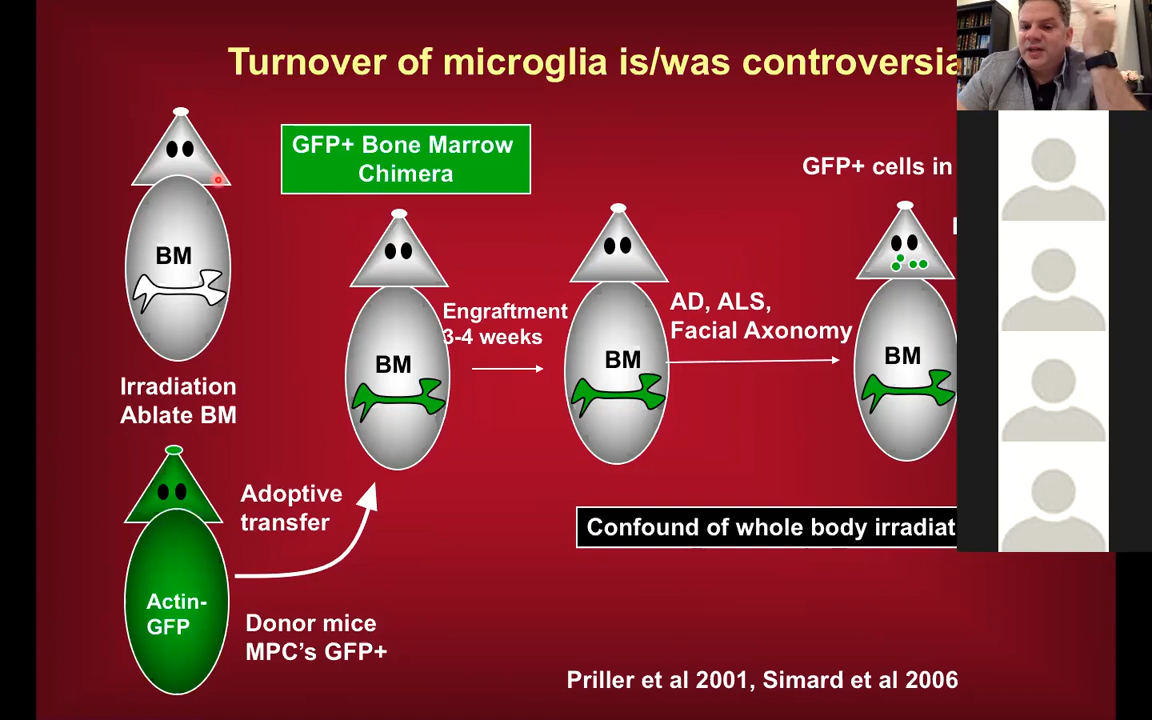 Turnover of microglia is/was controversia
GFP+ Bone Marrow
Chimera
GFP+ cells in
BM
BM
Engraftment
3-4 weeks
BM
AD, ALS,
Facial Axonomy
BM
Irradiation
Ablate BM
Adoptive
transfer
Confound of whole body irradiat
Actin-
GFP
Donor mice
MPC's GFP+
Priller et al 2001, Simard et al 2006